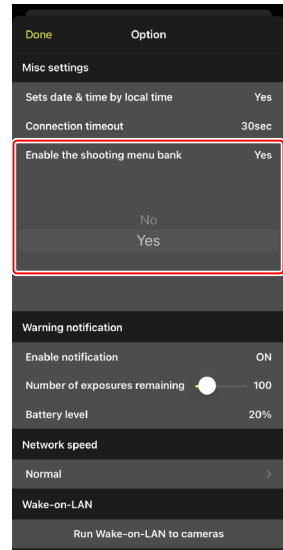 Done Option
Misc settings
Sets date & time by local time Yes
Connection timeout 30sec
Enable the shooting menu bank Yes
No
Yes
Warning notification
Enable notification ON
Number of exposures remaining 100
Battery level 20%
Network speed
Normal
Wake-on-LAN
Run Wake-on-LAN to cameras